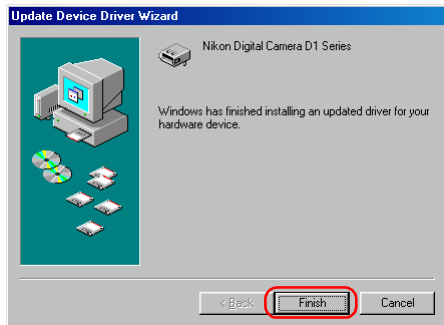 Update Device Driver Wizard
Nikon Digital Camera D1 Series
Windows has finished installing an updated driver for your
hardware device.
< Back
Finish
Cancel